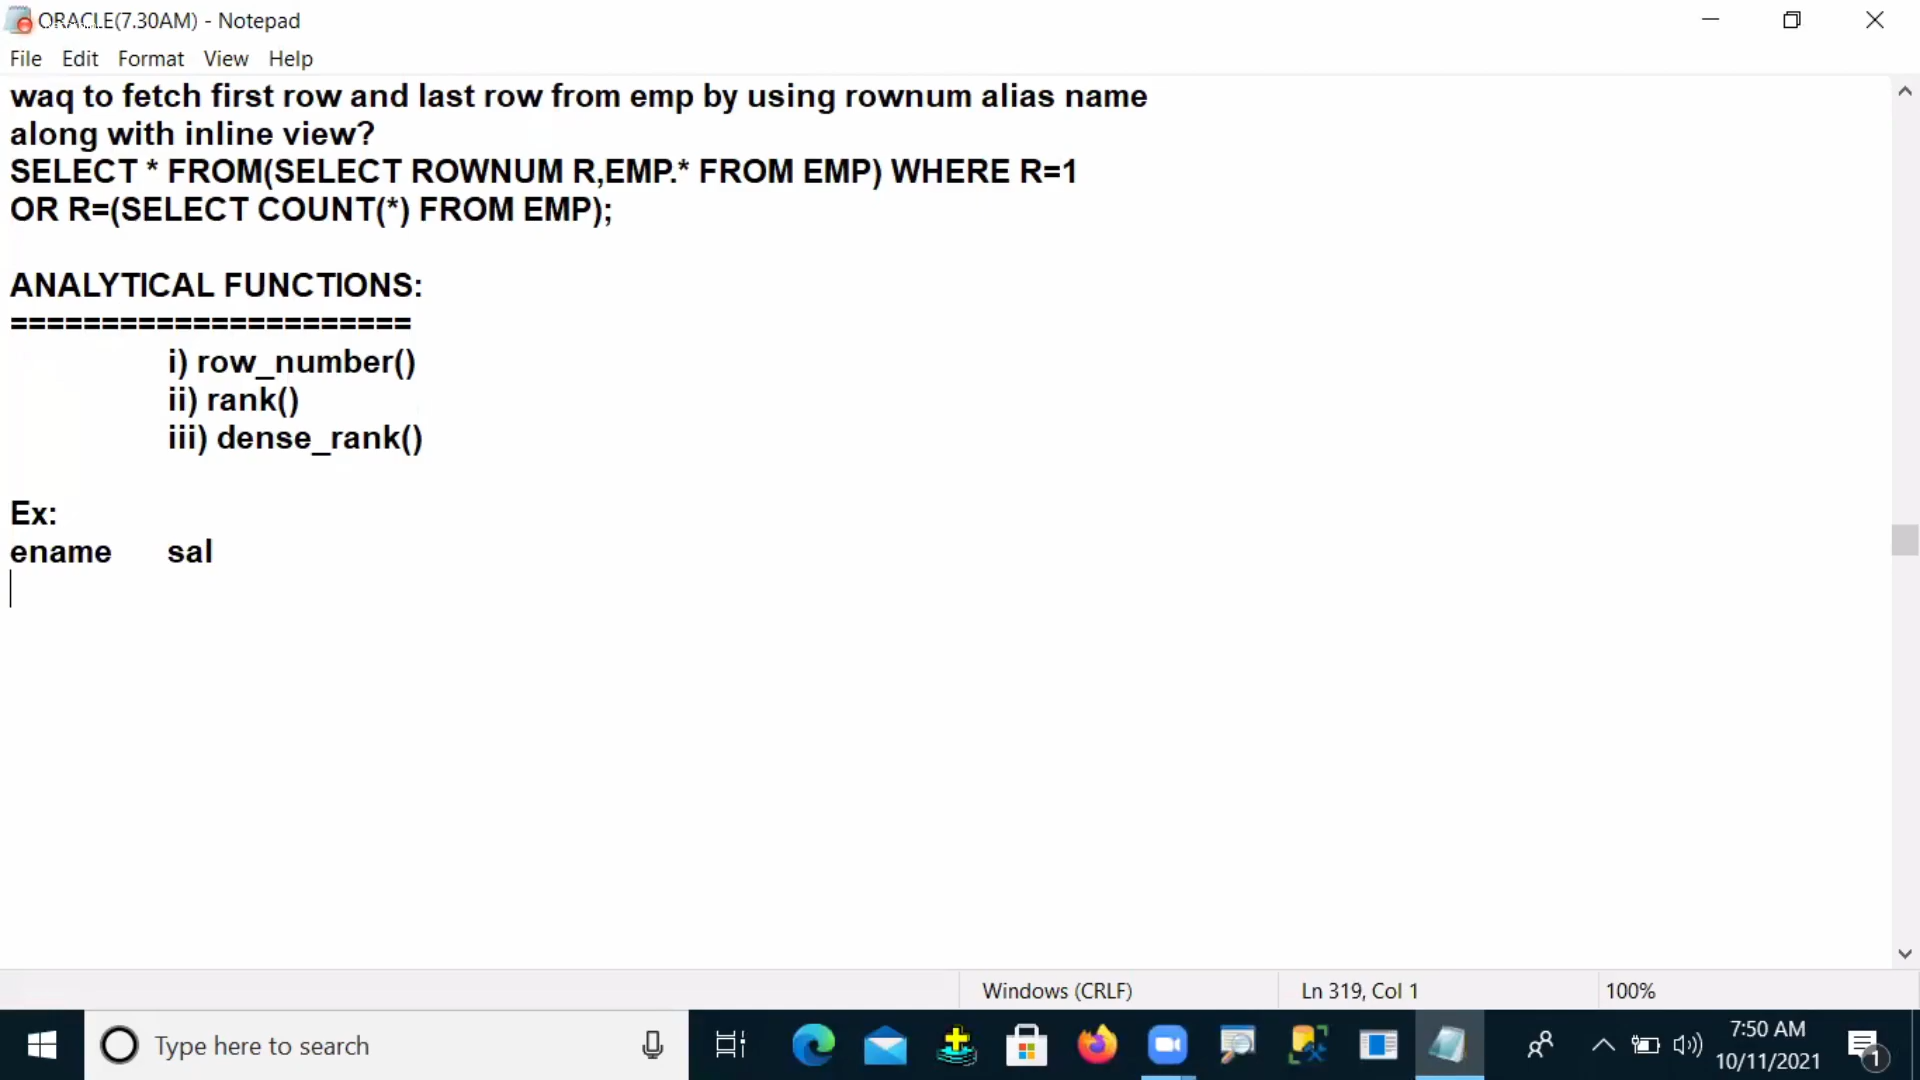 ORACLE(7.30AM) - Notepad
File Edit Format View Help
waq to fetch first row and last row from emp by using rownum alias name
along with inline view?
SELECT * FROM(SELECT ROWNUM R,EMP.* FROM EMP) WHERE R=1
OR R=(SELECT COUNT(*) FROM EMP);
ANALYTICAL FUNCTIONS:
======================
i) row_number()
ii) rank()
iii) dense_rank()
Ex:
ename sal
Windows (CRLF) Ln 319, Col 1 100%
Type here to search
7:50 AM
10/11/2021
1